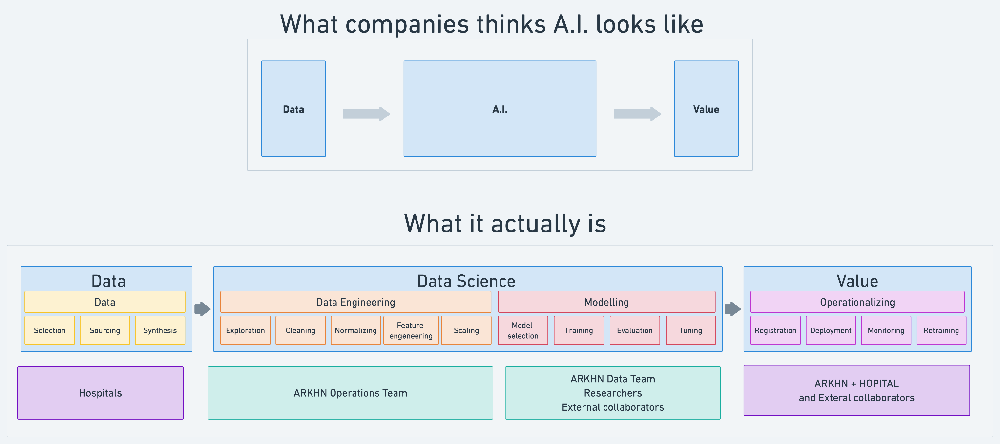 What companies thinks A.I. looks like
Data
A.I.
Value
What it actually is
Data
Data
Selection
Sourcing
Synthesis
Data Science
Data Engineering
Exploration
Cleaning
Normalizing
Feature
engeneering
Scaling
Modelling
Model
selection
Training
Evaluation
Tuning
Value
Operationalizing
Registration
Deployment
Monitoring
Retraining
Hospitals
ARKHN Operations Team
ARKHN Data Team
Researchers
External collaborators
ARKHN + HOPITAL
and Exteral collaborators